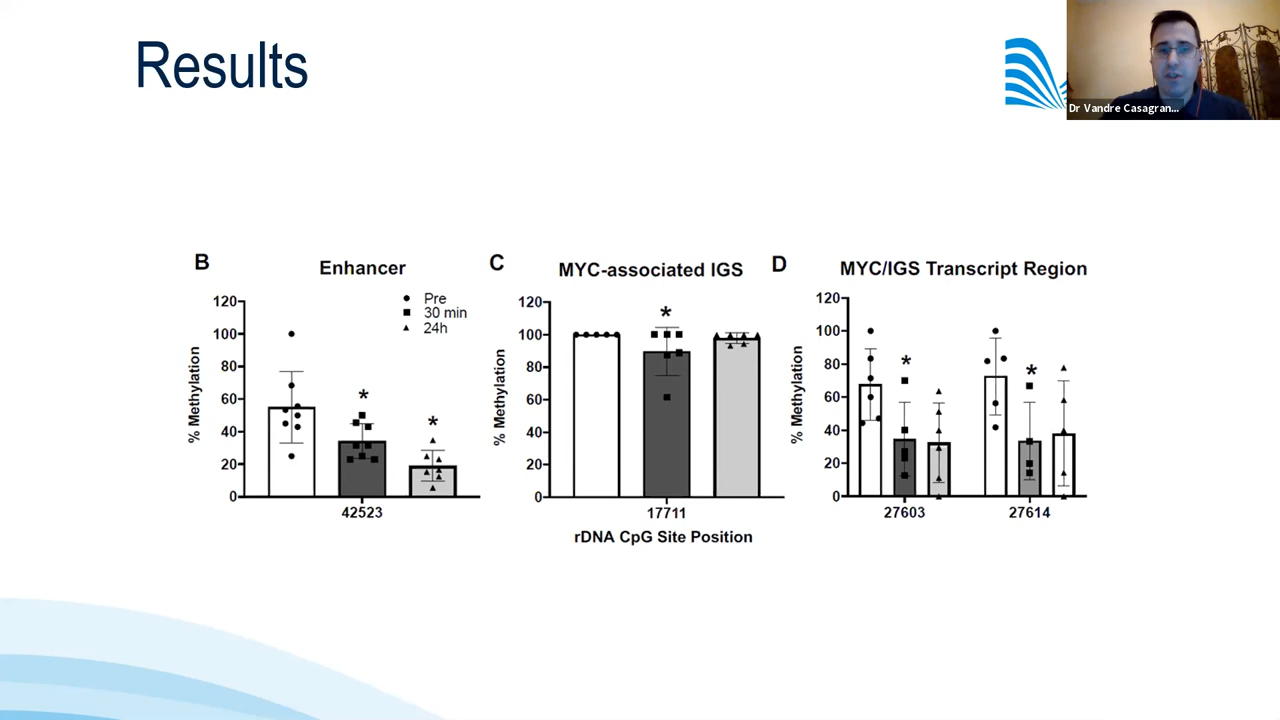 Results
Dr Vandre Casagran...
B
Enhancer
Pre
30 min
24h
% Methylation
120
100
80
60
40
20
0
*
*
42523
C
MYC-associated IGS
% Methylation
120
100
80
60
40
20
0
*
17711
rDNA CpG Site Position
D
MYC/IGS Transcript Region
% Methylation
120
100
80
60
40
20
0
*
*
27603
27614